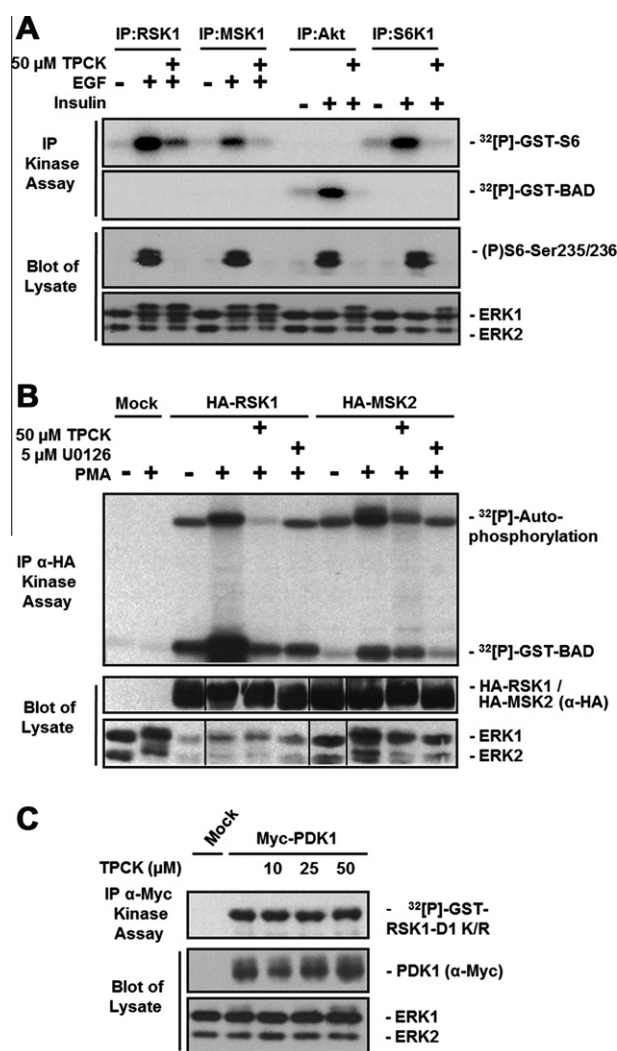 A
IP:RSK1 IP:MSK1 IP:Akt IP:S6K1
50 µM TPCK + + + +
EGF - + + - + +
Insulin - + + - + +
IP Kinase Assay
- ³²[P]-GST-S6
- ³²[P]-GST-BAD
Blot of Lysate
- (P)S6-Ser235/236
- ERK1
- ERK2
B
Mock HA-RSK1 HA-MSK2
50 µM TPCK + +
5 µM U0126 + +
PMA - + - + + + - + + +
IP α-HA Kinase Assay
- ³²[P]-Auto-
phosphorylation
- ³²[P]-GST-BAD
Blot of Lysate
- HA-RSK1 /
HA-MSK2 (α-HA)
- ERK1
- ERK2
C
Mock Myc-PDK1
TPCK (µM) 10 25 50
IP α-Myc Kinase Assay
- ³²[P]-GST-
RSK1-D1 K/R
Blot of Lysate
- PDK1 (α-Myc)
- ERK1
- ERK2